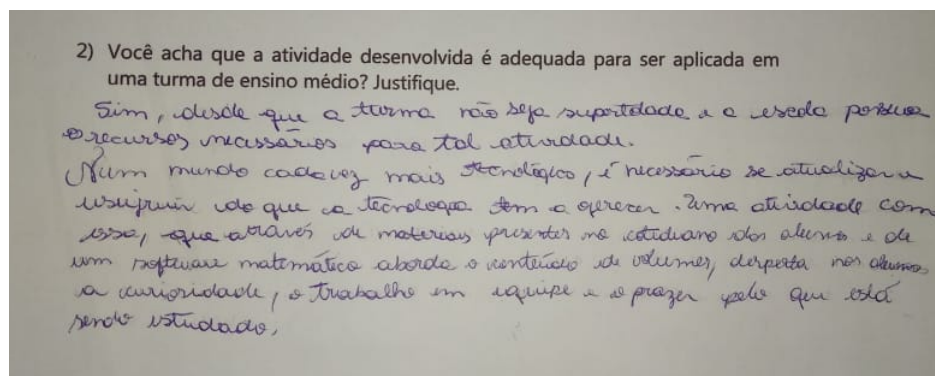 2) Você acha que a atividade desenvolvida é adequada para ser aplicada em
uma turma de ensino médio? Justifique.
Sim, desde que a turma não seja superlotada e a escola possua
recursos necessários para tal atividade.
Num mundo cada vez mais tecnológico, é necessário se atualizar e
usufruir do que a tecnologia tem a oferecer. Uma atividade com
essa, que através de materiais presentes no cotidiano dos alunos e de
um software matemático aborda o conteúdo de volumes, desperta nos alunos
a curiosidade, o trabalho em equipe e o prazer pelo que está
sendo estudado.